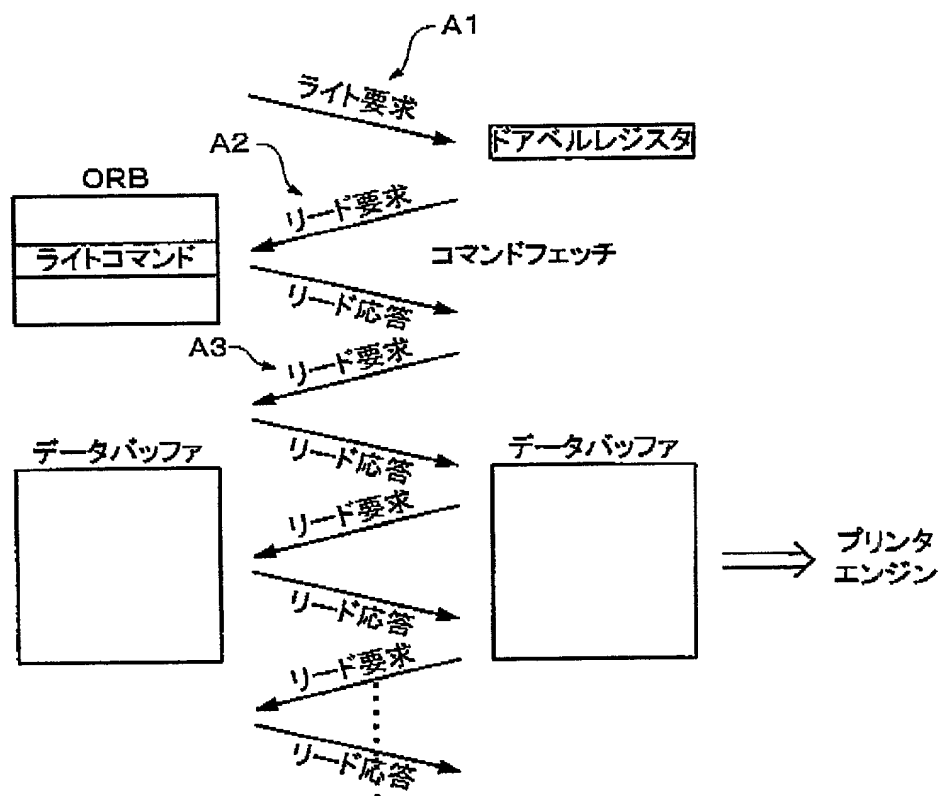 A1
ライト要求
ドアベルレジスタ
A2
ORB
リード要求
ライトコマンド
コマンドフェッチ
リード応答
A3
リード要求
データバッファ
リード応答
データバッファ
リード要求
プリンタ
エンジン
リード応答
リード要求
リード応答